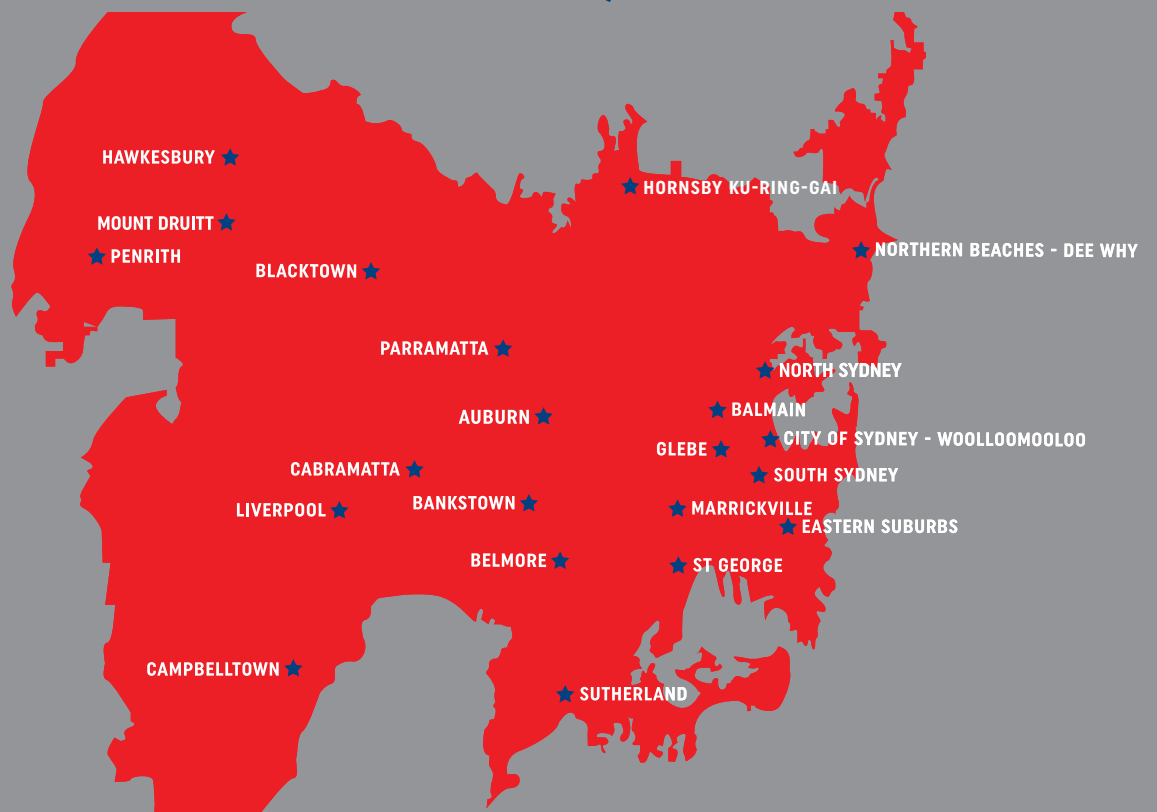 HAWKESBURY
HORNSBY KU-RING-GAI
MOUNT DRUITT
PENRITH
NORTHERN BEACHES - DEE WHY
BLACKTOWN
PARRAMATTA
NORTH SYDNEY
BALMAIN
AUBURN
CITY OF SYDNEY - WOOLLOOMOOLOO
GLEBE
CABRAMATTA
SOUTH SYDNEY
BANKSTOWN
LIVERPOOL
MARRICKVILLE
EASTERN SUBURBS
BELMORE
ST GEORGE
CAMPBELLTOWN
SUTHERLAND